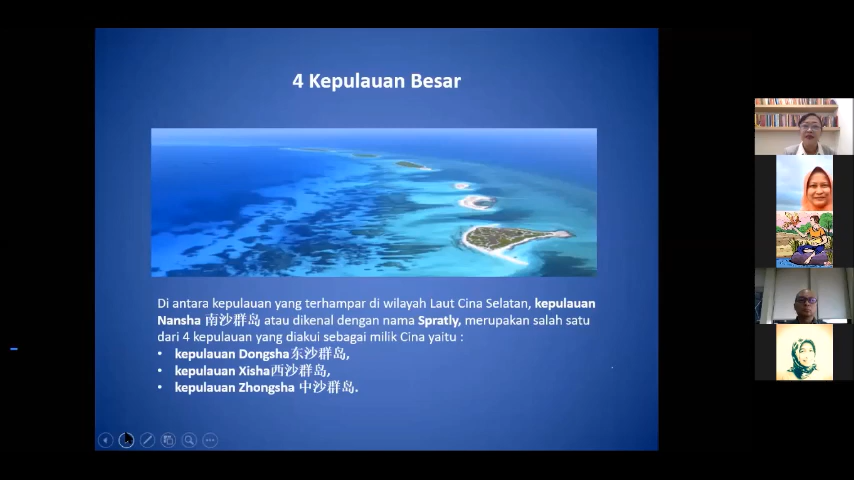 4 Kepulauan Besar
Di antara kepulauan yang terhampar di wilayah Laut Cina Selatan, kepulauan
Nansha 南沙群岛 atau dikenal dengan nama Spratly, merupakan salah satu
dari 4 kepulauan yang diakui sebagai milik Cina yaitu :
• kepulauan Dongsha东沙群岛,
• kepulauan Xisha西沙群岛,
• kepulauan Zhongsha 中沙群岛.